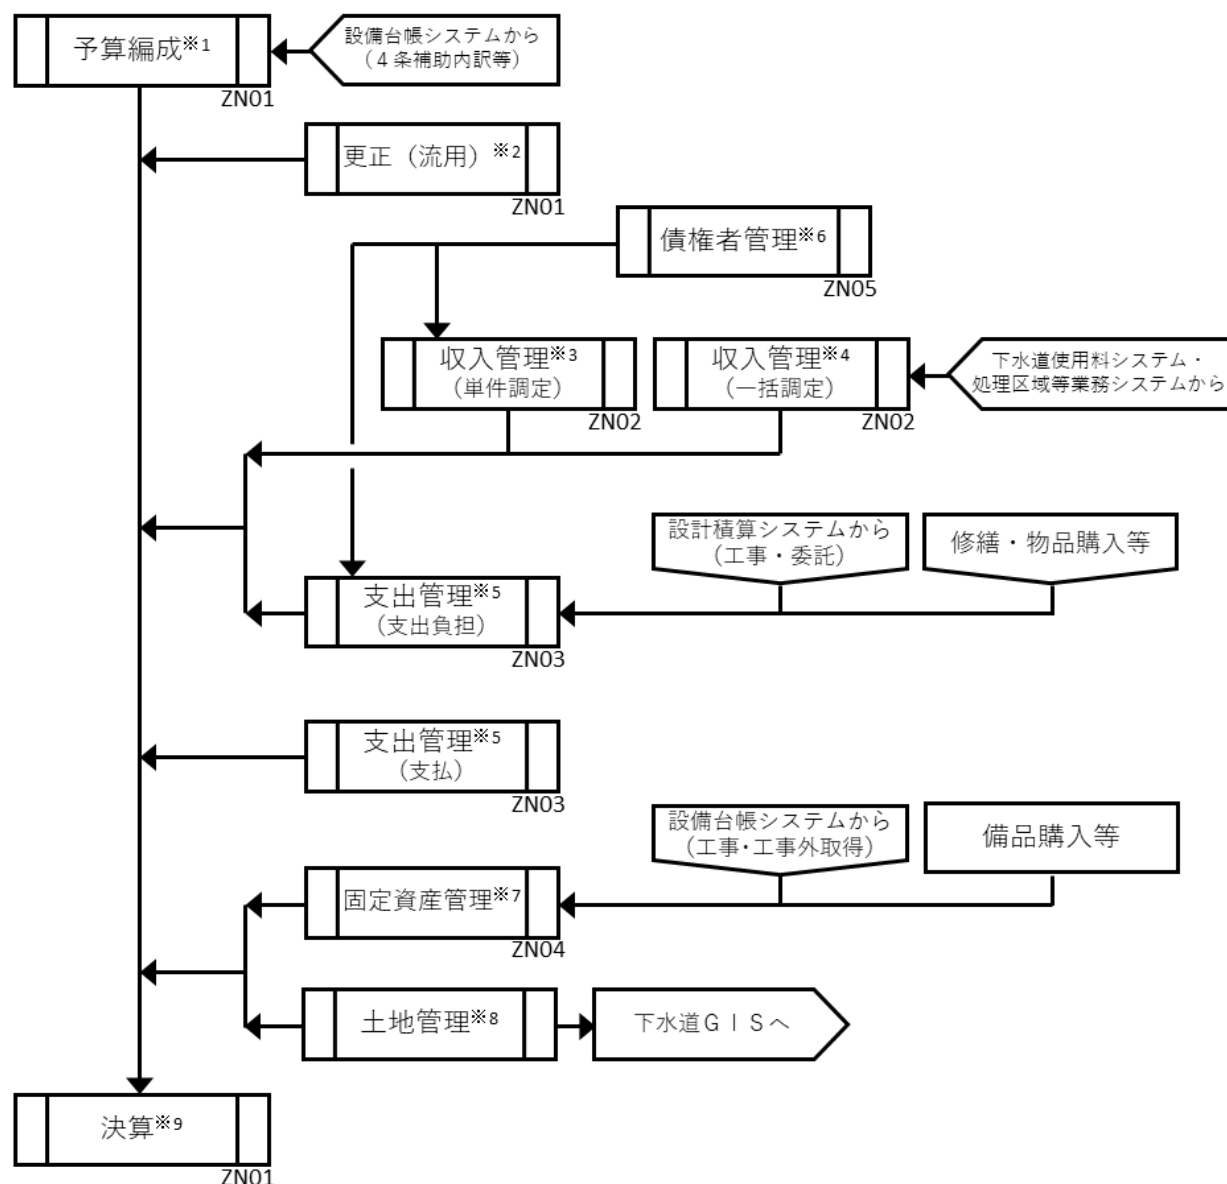 予算編成※1
ZN01
設備台帳システムから
（４条補助内訳等）
更正（流用）※2
ZN01
債権者管理※6
ZN05
収入管理※3
（単件調定）
ZN02
収入管理※4
（一括調定）
ZN02
下水道使用料システム・
処理区域等業務システムから
設計積算システムから
（工事・委託）
修繕・物品購入等
支出管理※5
（支出負担）
ZN03
支出管理※5
（支払）
ZN03
設備台帳システムから
（工事・工事外取得）
備品購入等
固定資産管理※7
ZN04
土地管理※8
下水道ＧＩＳへ
決算※9
ZN01